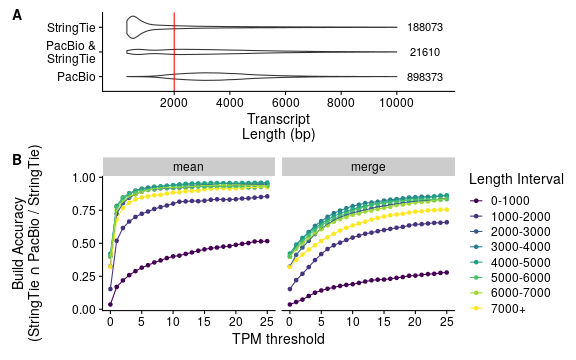 A
StringTie 188073
PacBio &
StringTie 21610
PacBio 898373
2000 4000 6000 8000 10000
Transcript
Length (bp)
B
mean merge
Build Accuracy
(StringTie ∩ PacBio / StringTie)
1.00
0.75
0.50
0.25
0.00
0 5 10 15 20 25 0 5 10 15 20 25
TPM threshold
Length Interval
0-1000
1000-2000
2000-3000
3000-4000
4000-5000
5000-6000
6000-7000
7000+